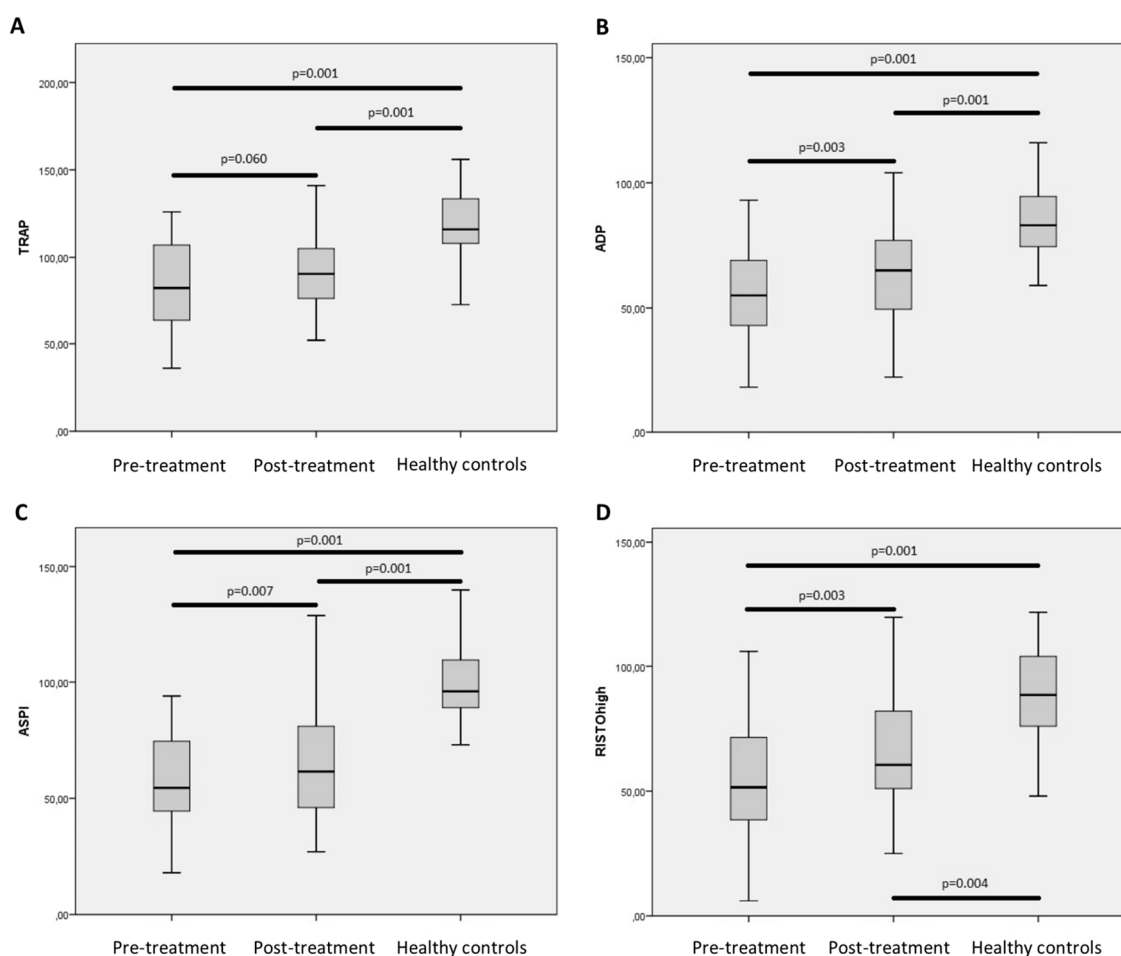 A
200,00
150,00
100,00
50,00
,00
TRAP
p=0.001
p=0.001
p=0.060
Pre-treatment Post-treatment Healthy controls
B
150,00
100,00
50,00
,00
ADP
p=0.001
p=0.001
p=0.003
Pre-treatment Post-treatment Healthy controls
C
150,00
100,00
50,00
,00
ASPI
p=0.001
p=0.001
p=0.007
Pre-treatment Post-treatment Healthy controls
D
150,00
100,00
50,00
,00
RISTOhigh
p=0.001
p=0.003
p=0.004
Pre-treatment Post-treatment Healthy controls